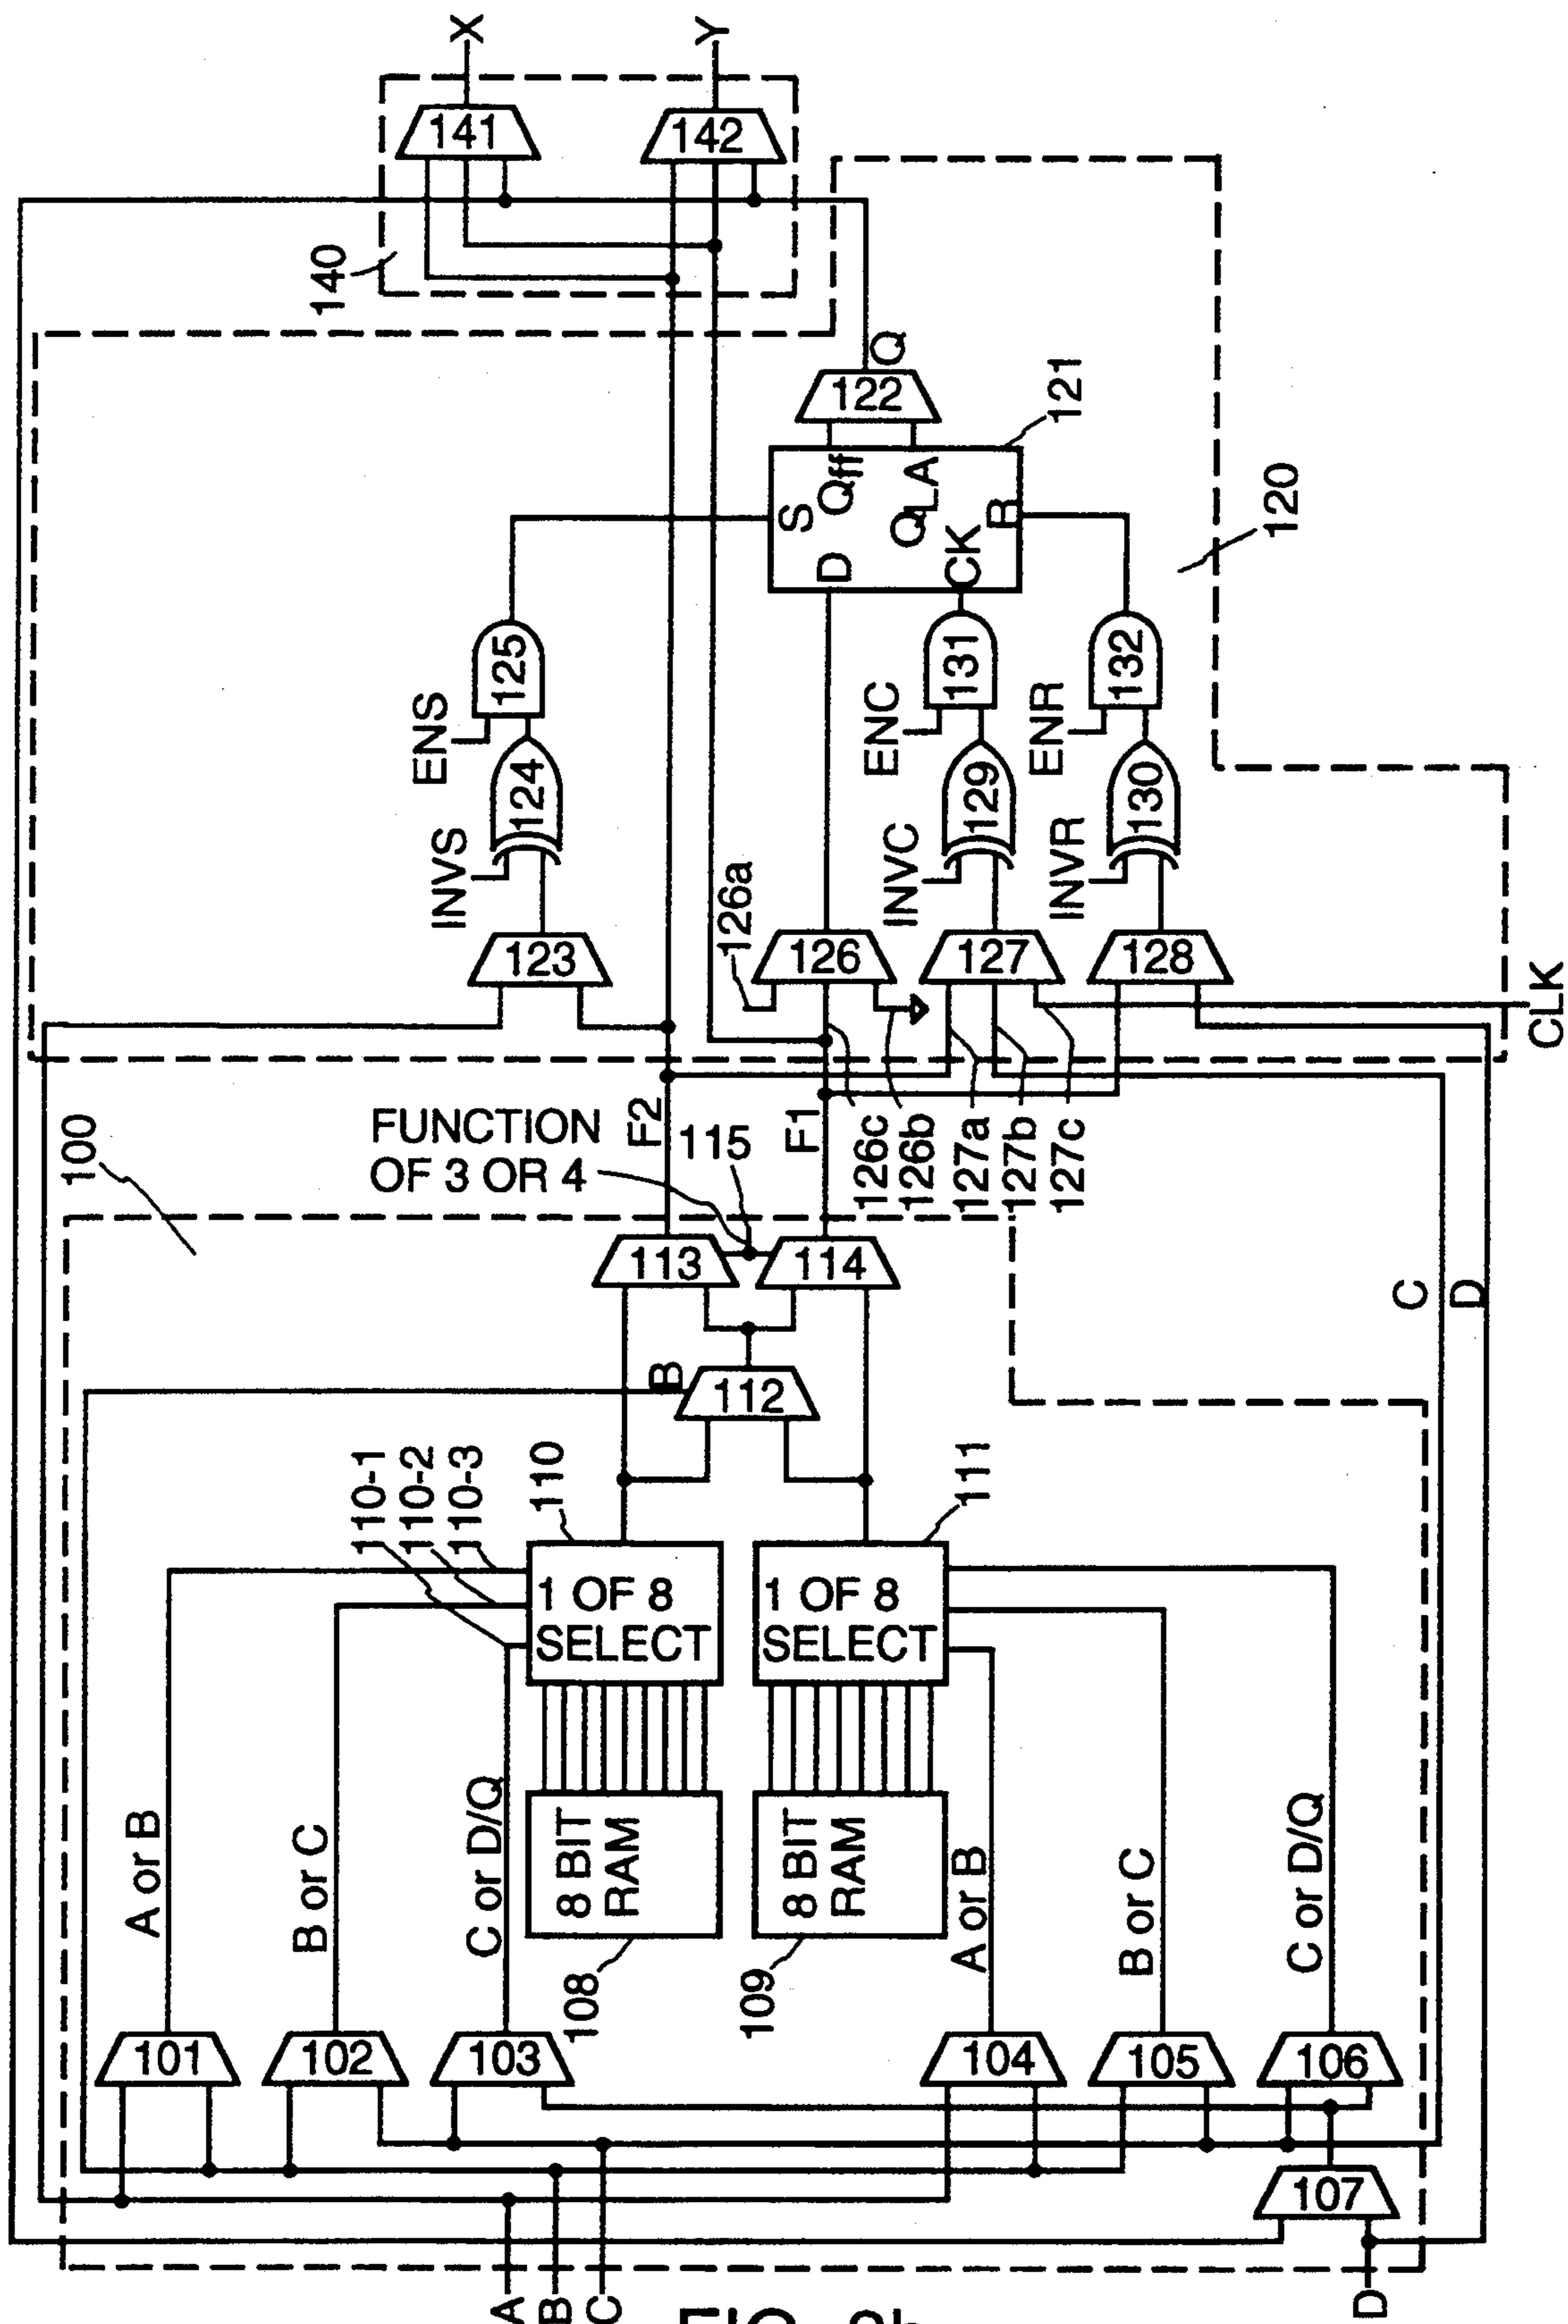 X
Y
141
142
140
Q
122
121
S
Qff
QLA
D
CK
R
120
125
ENS
124
INVS
123
131
ENC
132
ENR
129
INVC
130
INVR
126a
126
127
128
CLK
100
FUNCTION
OF 3 OR 4
F2
115
F1
126c
126b
127a
127b
127c
113
114
C
D
B
112
110-1
110-2
110-3
110
111
1 OF 8
SELECT
1 OF 8
SELECT
A or B
B or C
C or D/Q
8 BIT
RAM
8 BIT
RAM
A or B
B or C
C or D/Q
108
109
101
102
103
104
105
106
107
A
B
C
D